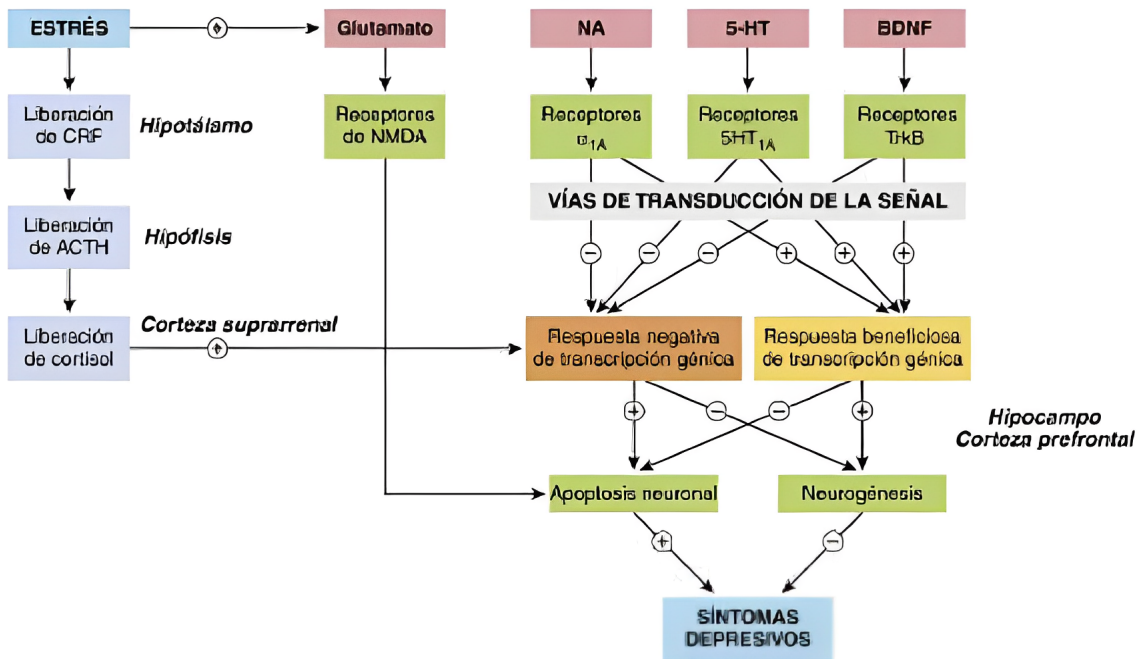 ESTRÉS
Glutamato
NA
5-HT
BDNF
Liberación
de CRF
Hipotálamo
Receptores
de NMDA
Receptores
α1A
Receptores
5HT1A
Receptores
TrkB
VÍAS DE TRANSDUCCIÓN DE LA SEÑAL
Liberación
de ACTH
Hipófisis
Liberación
de cortisol
Corteza suprarrenal
Respuesta negativa
de transcripción génica
Respuesta beneficiosa
de transcripción génica
Hipocampo
Corteza prefrontal
Apoptosis neuronal
Neurogénesis
SÍNTOMAS
DEPRESIVOS